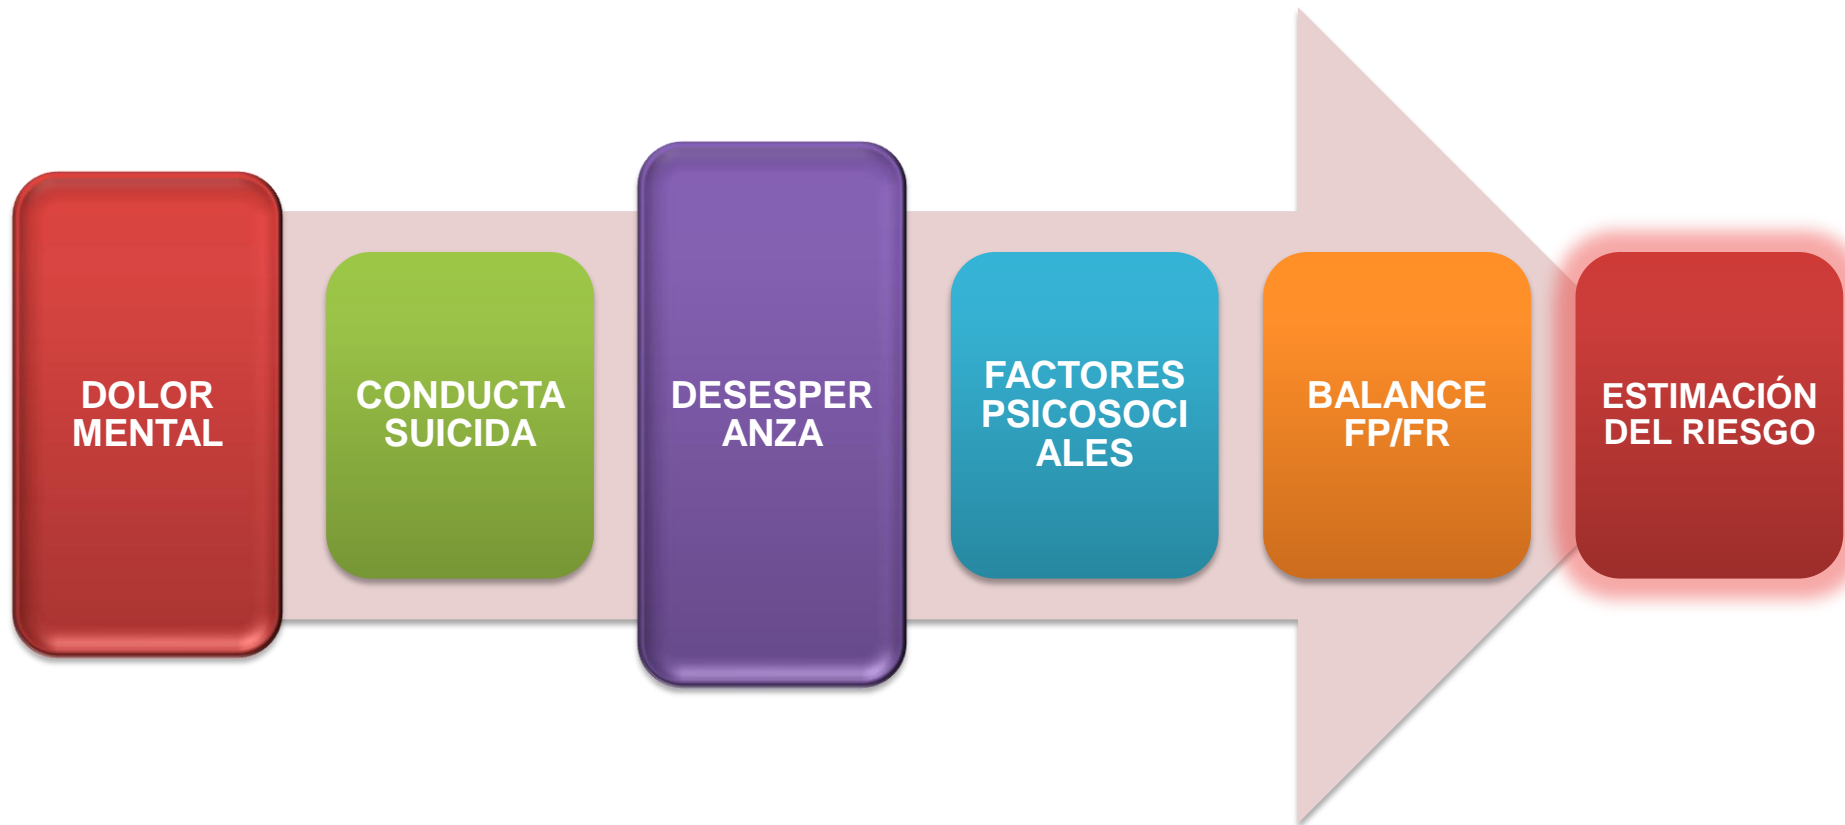 DOLOR
MENTAL
CONDUCTA
SUICIDA
DESESPER
ANZA
FACTORES
PSICOSOCI
ALES
BALANCE
FP/FR
ESTIMACIÓN
DEL RIESGO